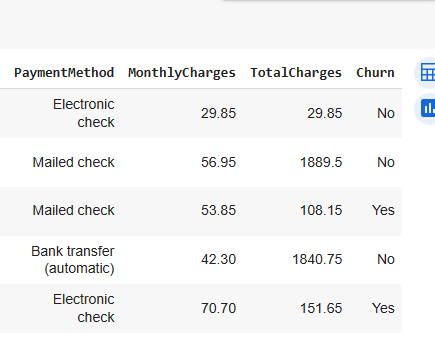 PaymentMethod MonthlyCharges TotalCharges Churn
Electronic
check 29.85 29.85 No
Mailed check 56.95 1889.5 No
Mailed check 53.85 108.15 Yes
Bank transfer
(automatic) 42.30 1840.75 No
Electronic
check 70.70 151.65 Yes